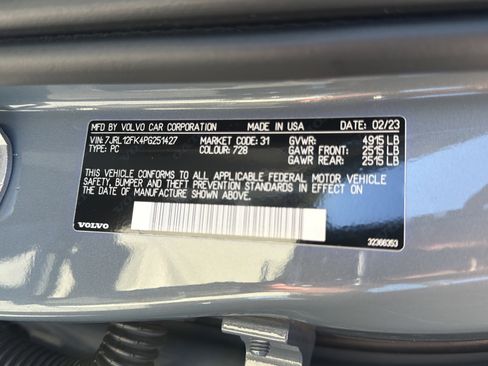 MFD. BY VOLVO CAR CORPORATION MADE IN USA DATE: 02/23
VIN: 7JRL12FK4PG251427 MARKET CODE: 31 GVWR: 4915 LB
TYPE: PC COLOUR: 728 GAWR FRONT: 2515 LB
GAWR REAR: 2515 LB
THIS VEHICLE CONFORMS TO ALL APPLICABLE FEDERAL MOTOR VEHICLE
SAFETY, BUMPER AND THEFT PREVENTION STANDARDS IN EFFECT ON
THE DATE OF MANUFACTURE SHOWN ABOVE.
VOLVO 32366353